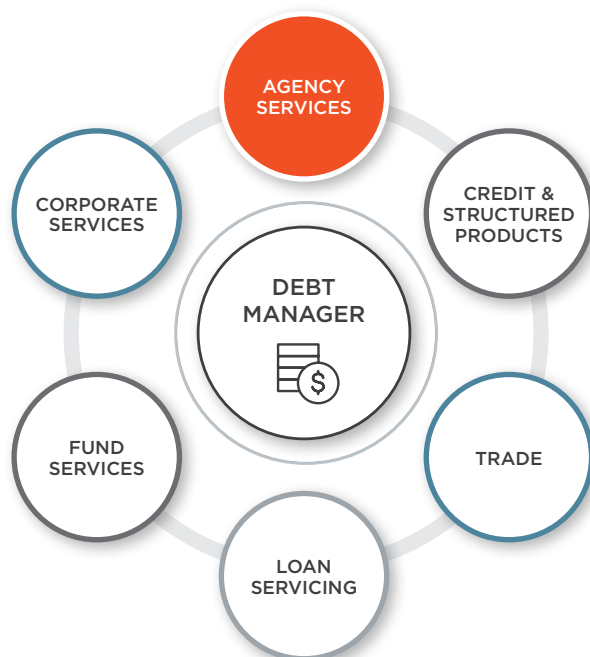 AGENCY
SERVICES
CREDIT &
STRUCTURED
PRODUCTS
CORPORATE
SERVICES
DEBT
MANAGER
$
FUND
SERVICES
TRADE
LOAN
SERVICING